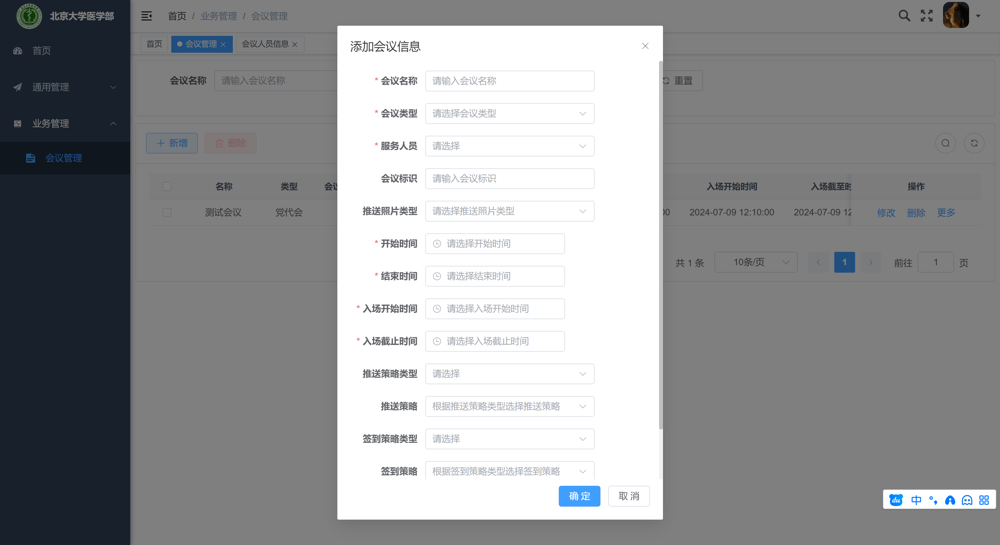 北京大学医学部
首页 / 业务管理 / 会议管理
首页
会议管理
会议人员信息
首页
通用管理
业务管理
会议管理
会议名称 请输入会议名称
重置
新增
删除
名称 类型 会议 入场开始时间 入场截至时 操作
测试会议 党代会 00 2024-07-09 12:10:00 2024-07-09 12 修改 删除 更多
共 1 条 10条/页 1 前往 1 页
添加会议信息
* 会议名称 请输入会议名称
* 会议类型 请选择会议类型
* 服务人员 请选择
会议标识 请输入会议标识
推送照片类型 请选择推送照片类型
* 开始时间 请选择开始时间
* 结束时间 请选择结束时间
* 入场开始时间 请选择入场开始时间
* 入场截止时间 请选择入场截止时间
推送策略类型 请选择
推送策略 根据推送策略类型选择推送策略
签到策略类型 请选择
签到策略 根据签到策略类型选择签到策略
确 定 取 消
du 中